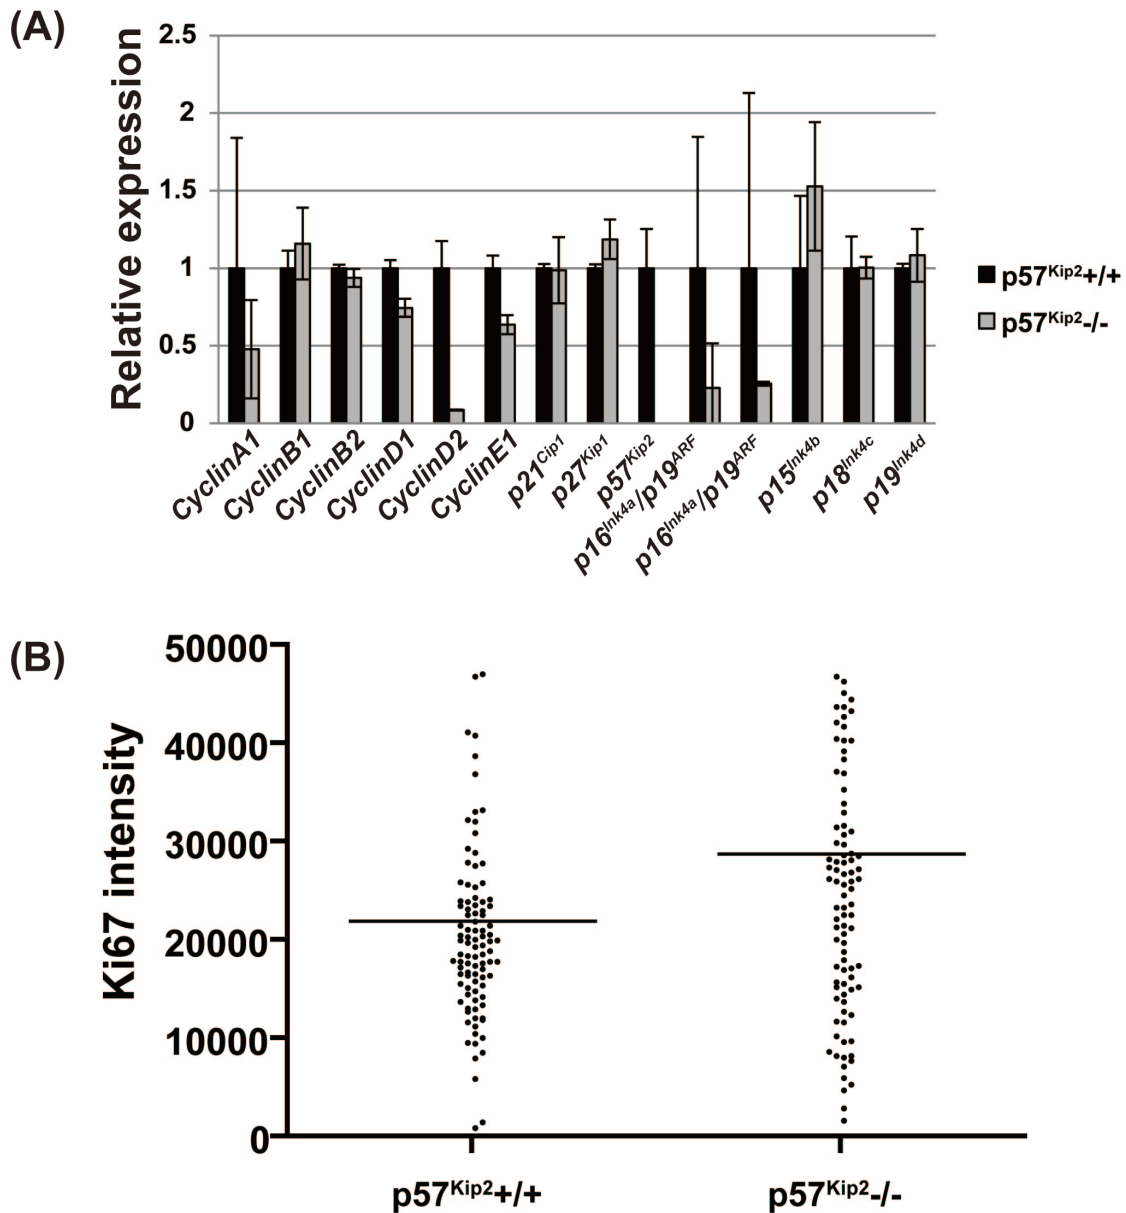 (A)
Relative expression
2.5
2
1.5
1
0.5
0
CyclinA1
CyclinB1
CyclinB2
CyclinD1
CyclinD2
CyclinE1
p21Cip1
p27Kip1
p57Kip2
p16Ink4a/p19ARF
p16Ink4a/p19ARF
p15Ink4b
p18Ink4c
p19Ink4d
p57Kip2+/+
p57Kip2-/-
(B)
Ki67 intensity
50000
40000
30000
20000
10000
0
p57Kip2+/+
p57Kip2-/-